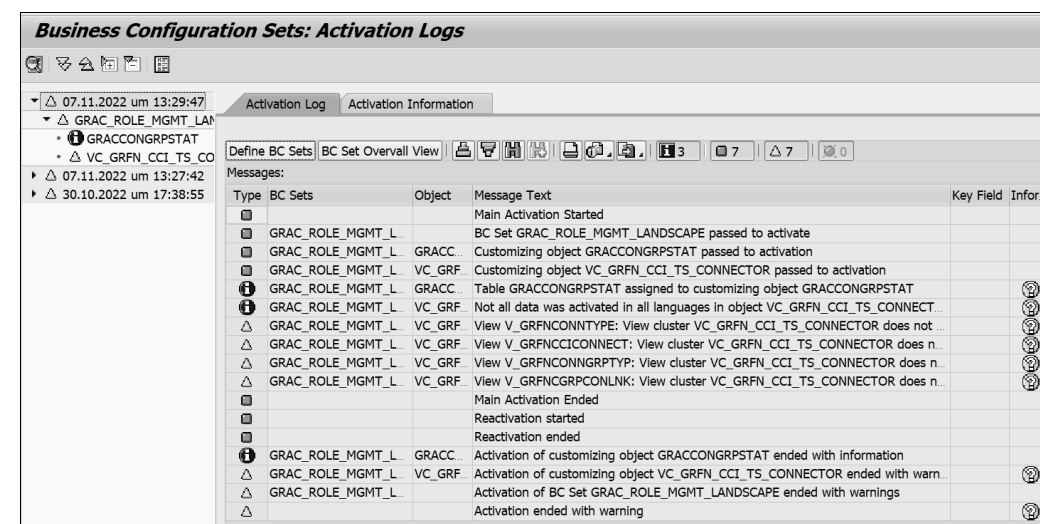 Business Configuration Sets: Activation Logs
07.11.2022 um 13:29:47
GRAC_ROLE_MGMT_LAN
GRACCONGRPSTAT
VC_GRFN_CCI_TS_CO
07.11.2022 um 13:27:42
30.10.2022 um 17:38:55
Activation Log Activation Information
Define BC Sets BC Set Overvall View 3 7 7 0
Messages:
Type BC Sets Object Message Text Key Field Infor.
Main Activation Started
GRAC_ROLE_MGMT_L... BC Set GRAC_ROLE_MGMT_LANDSCAPE passed to activate
GRAC_ROLE_MGMT_L... GRACC... Customizing object GRACCONGRPSTAT passed to activation
GRAC_ROLE_MGMT_L... VC_GRF... Customizing object VC_GRFN_CCI_TS_CONNECTOR passed to activation
GRAC_ROLE_MGMT_L... GRACC... Table GRACCONGRPSTAT assigned to customizing object GRACCONGRPSTAT
GRAC_ROLE_MGMT_L... VC_GRF... Not all data was activated in all languages in object VC_GRFN_CCI_TS_CONNECT...
GRAC_ROLE_MGMT_L... VC_GRF... View V_GRFNCONNTYPE: View cluster VC_GRFN_CCI_TS_CONNECTOR does not ...
GRAC_ROLE_MGMT_L... VC_GRF... View V_GRFNCCICONNECT: View cluster VC_GRFN_CCI_TS_CONNECTOR does n...
GRAC_ROLE_MGMT_L... VC_GRF... View V_GRFNCONNGRPTYP: View cluster VC_GRFN_CCI_TS_CONNECTOR does n...
GRAC_ROLE_MGMT_L... VC_GRF... View V_GRFNCGRPCONLNK: View cluster VC_GRFN_CCI_TS_CONNECTOR does n...
Main Activation Ended
Reactivation started
Reactivation ended
GRAC_ROLE_MGMT_L... GRACC... Activation of customizing object GRACCONGRPSTAT ended with information
GRAC_ROLE_MGMT_L... VC_GRF... Activation of customizing object VC_GRFN_CCI_TS_CONNECTOR ended with warn...
GRAC_ROLE_MGMT_L... Activation of BC Set GRAC_ROLE_MGMT_LANDSCAPE ended with warnings
Activation ended with warning